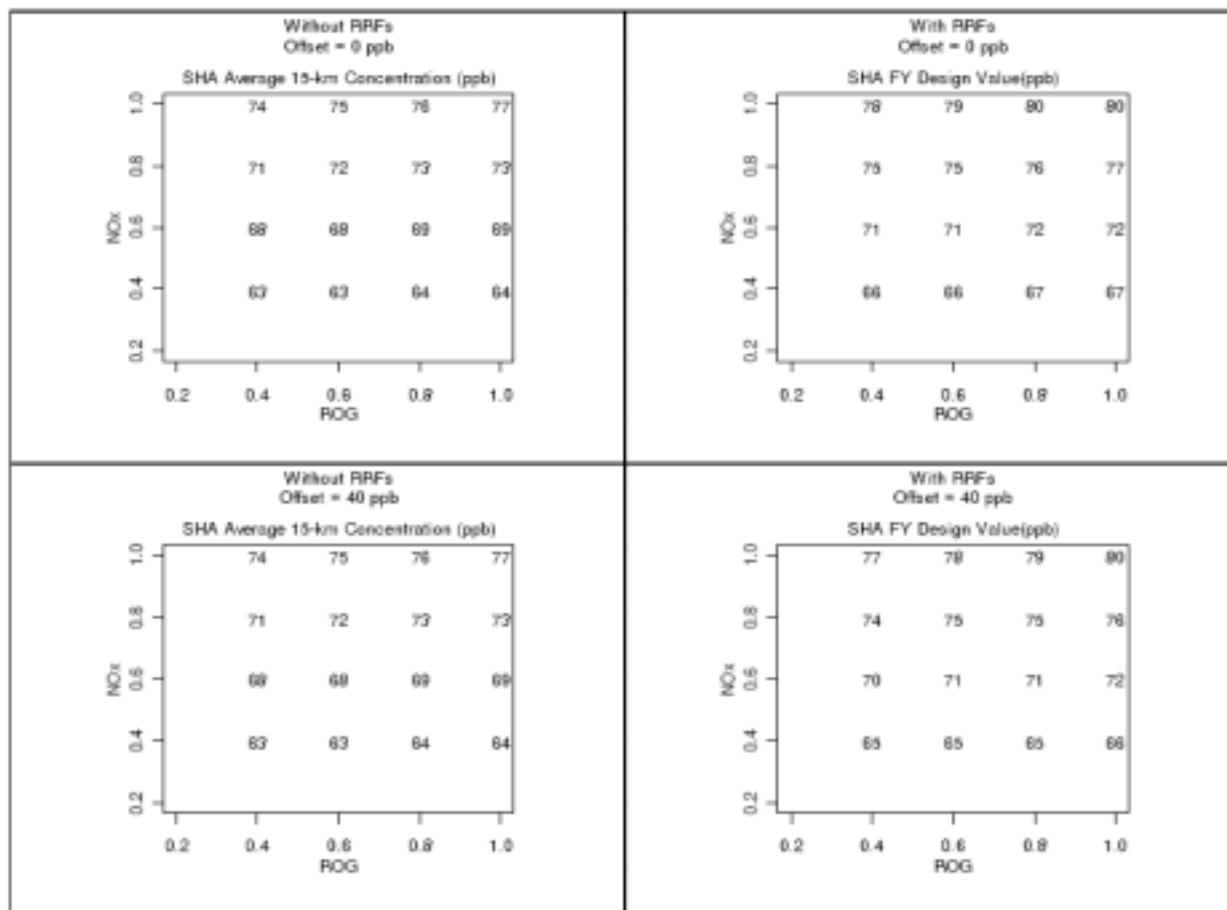 Without RRFs
Offset = 0 ppb
SHA Average 15-km Concentration (ppb)
1.0 74 75 76 77
0.8 71 72 73 73
NOx
0.6 68 68 69 69
0.4 63 63 64 64
0.2
0.2 0.4 0.6 0.8 1.0
ROG
With RRFs
Offset = 0 ppb
SHA FY Design Value(ppb)
1.0 78 79 80 80
0.8 75 75 76 77
NOx
0.6 71 71 72 72
0.4 66 66 67 67
0.2
0.2 0.4 0.6 0.8 1.0
ROG
Without RRFs
Offset = 40 ppb
SHA Average 15-km Concentration (ppb)
1.0 74 75 76 77
0.8 71 72 73 73
NOx
0.6 68 68 69 69
0.4 63 63 64 64
0.2
0.2 0.4 0.6 0.8 1.0
ROG
With RRFs
Offset = 40 ppb
SHA FY Design Value(ppb)
1.0 77 78 79 80
0.8 74 75 75 76
NOx
0.6 70 71 71 72
0.4 65 65 65 66
0.2
0.2 0.4 0.6 0.8 1.0
ROG